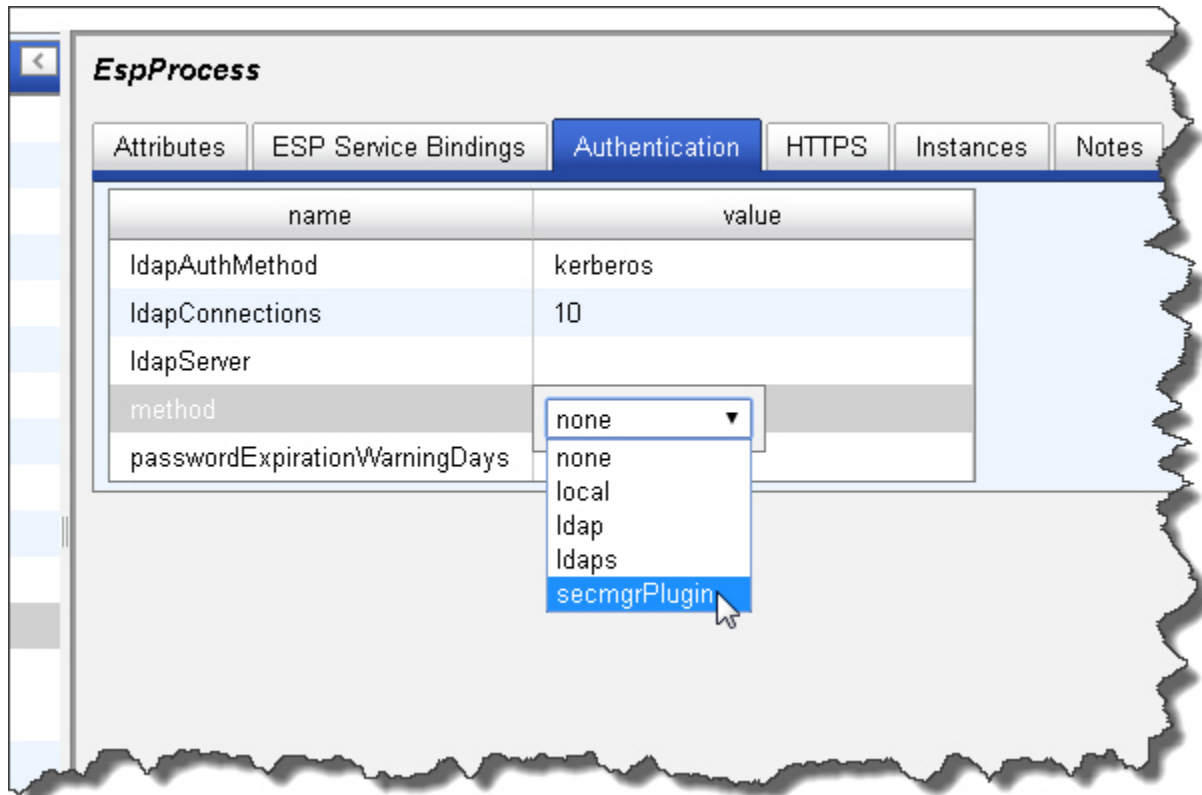 EspProcess
Attributes ESP Service Bindings Authentication HTTPS Instances Notes
name value
ldapAuthMethod kerberos
ldapConnections 10
ldapServer
method none
passwordExpirationWarningDays
none
local
ldap
ldaps
secmgrPlugin